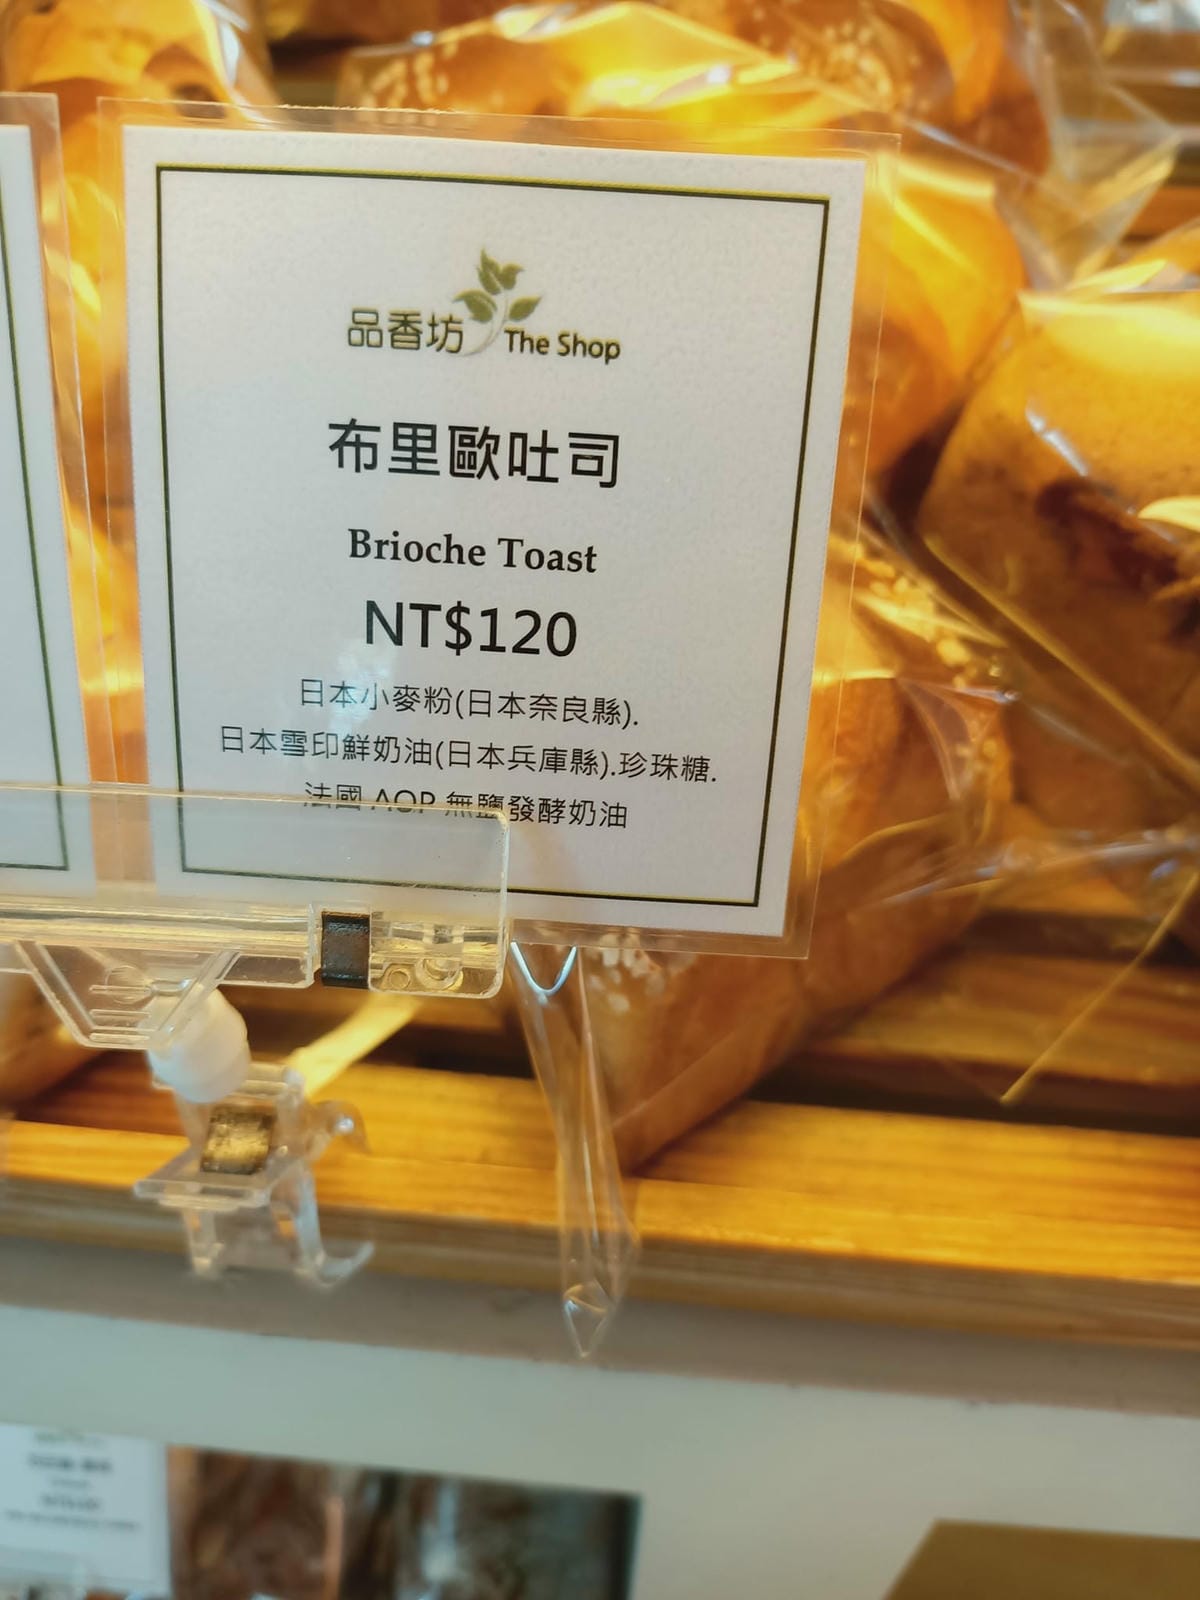 品香坊 The Shop
布里歐吐司
Brioche Toast
NT$120
日本小麥粉(日本奈良縣).
日本雪印鮮奶油(日本兵庫縣).珍珠糖.
法國 AOP 無鹽發酵奶油